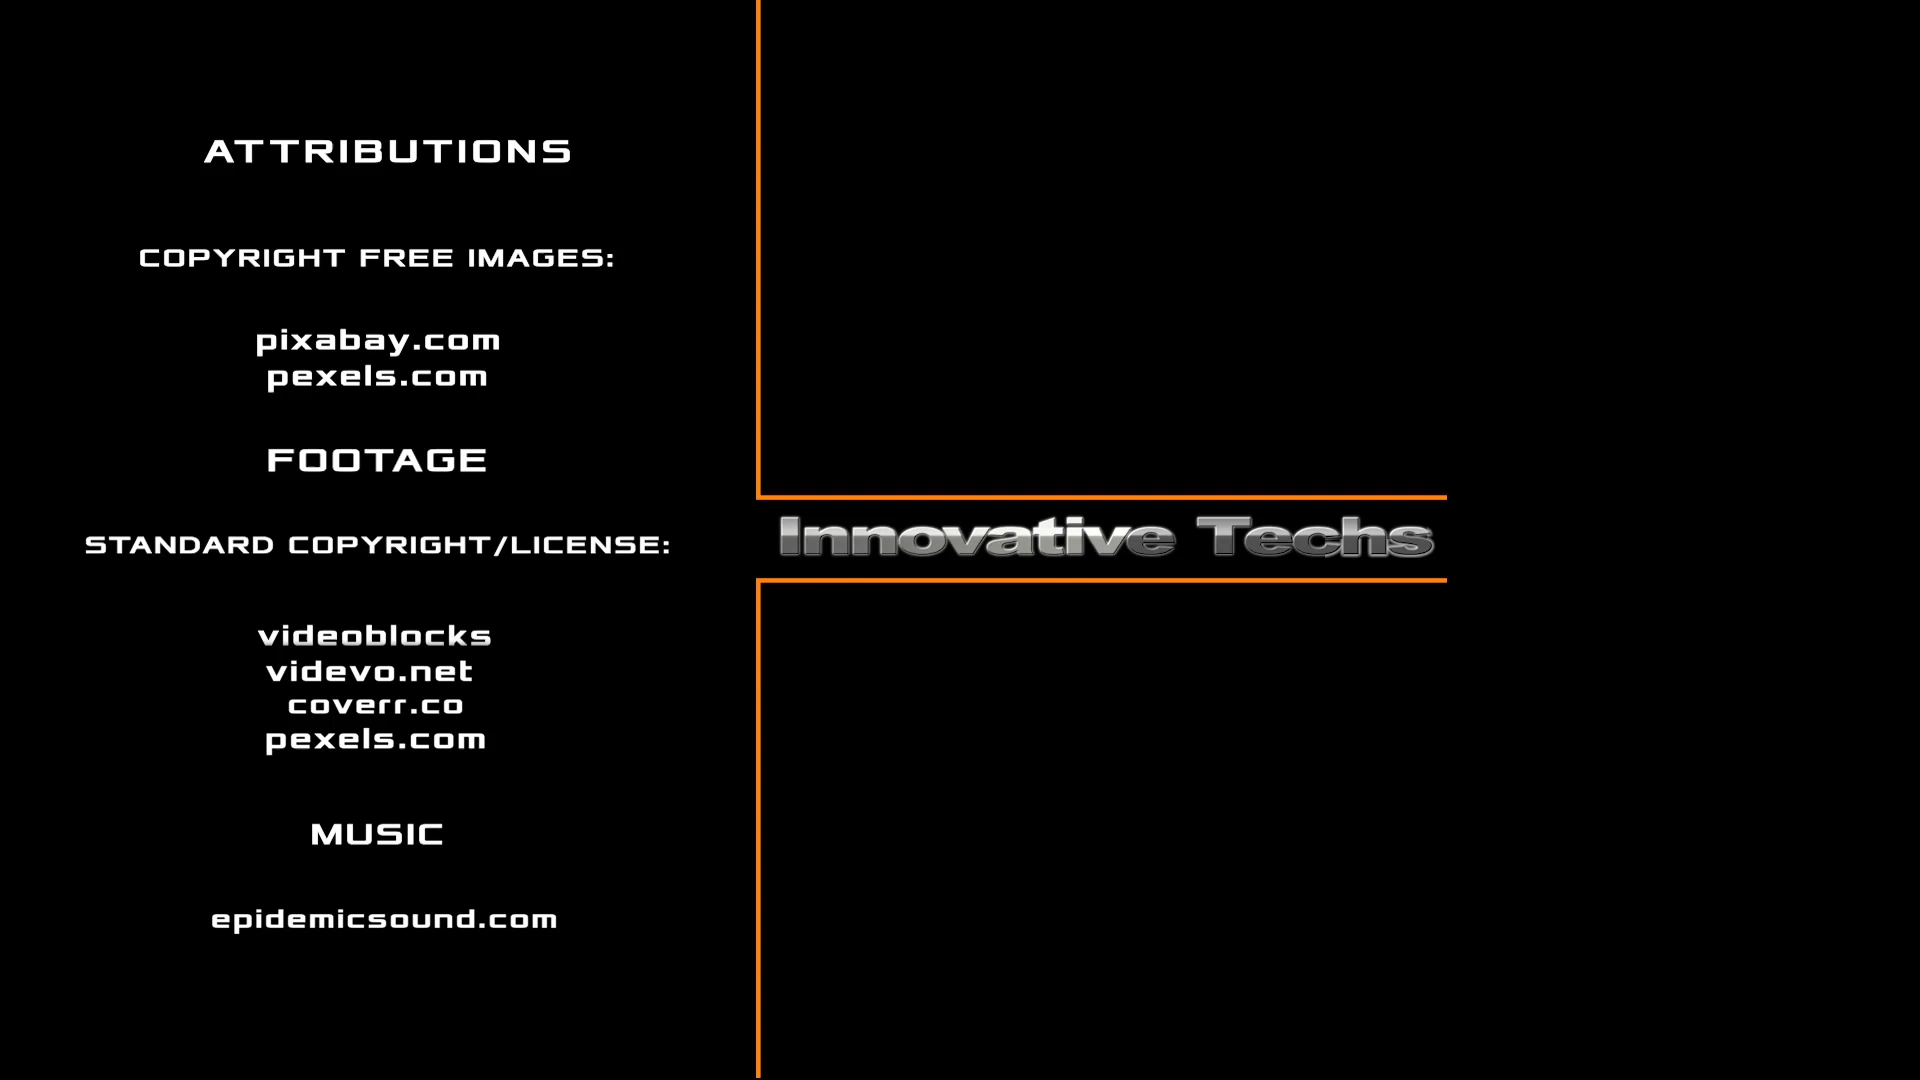 ATTRIBUTIONS
COPYRIGHT FREE IMAGES:
pixabay.com
pexels.com
FOOTAGE
STANDARD COPYRIGHT/LICENSE:
videoblocks
videvo.net
coverr.co
pexels.com
MUSIC
epidemicsound.com
Innovative Techs